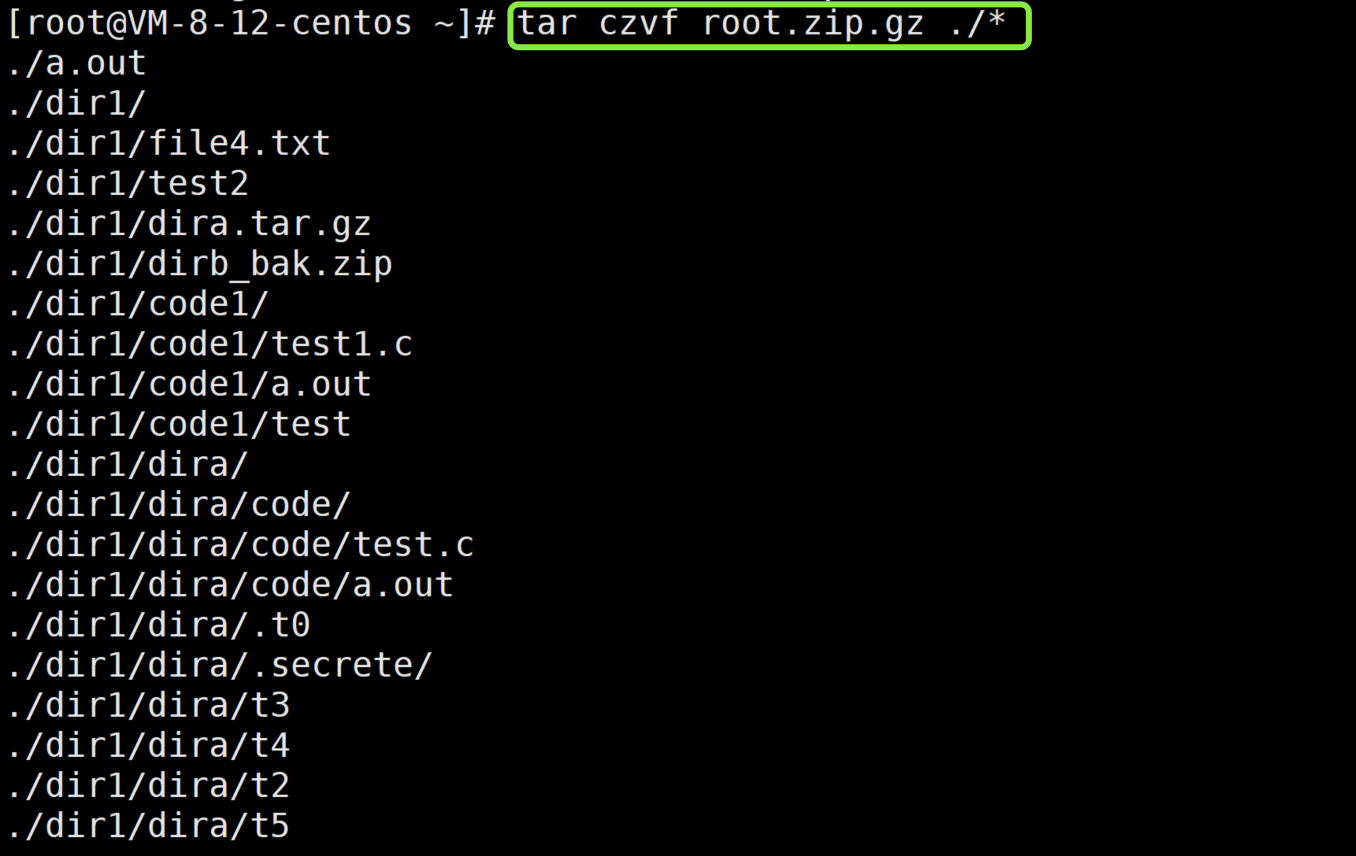 [root@VM-8-12-centos ~]# tar czvf root.zip.gz ./*
./a.out
./dir1/
./dir1/file4.txt
./dir1/test2
./dir1/dira.tar.gz
./dir1/dirb_bak.zip
./dir1/code1/
./dir1/code1/test1.c
./dir1/code1/a.out
./dir1/code1/test
./dir1/dira/
./dir1/dira/code/
./dir1/dira/code/test.c
./dir1/dira/code/a.out
./dir1/dira/.t0
./dir1/dira/.secrete/
./dir1/dira/t3
./dir1/dira/t4
./dir1/dira/t2
./dir1/dira/t5